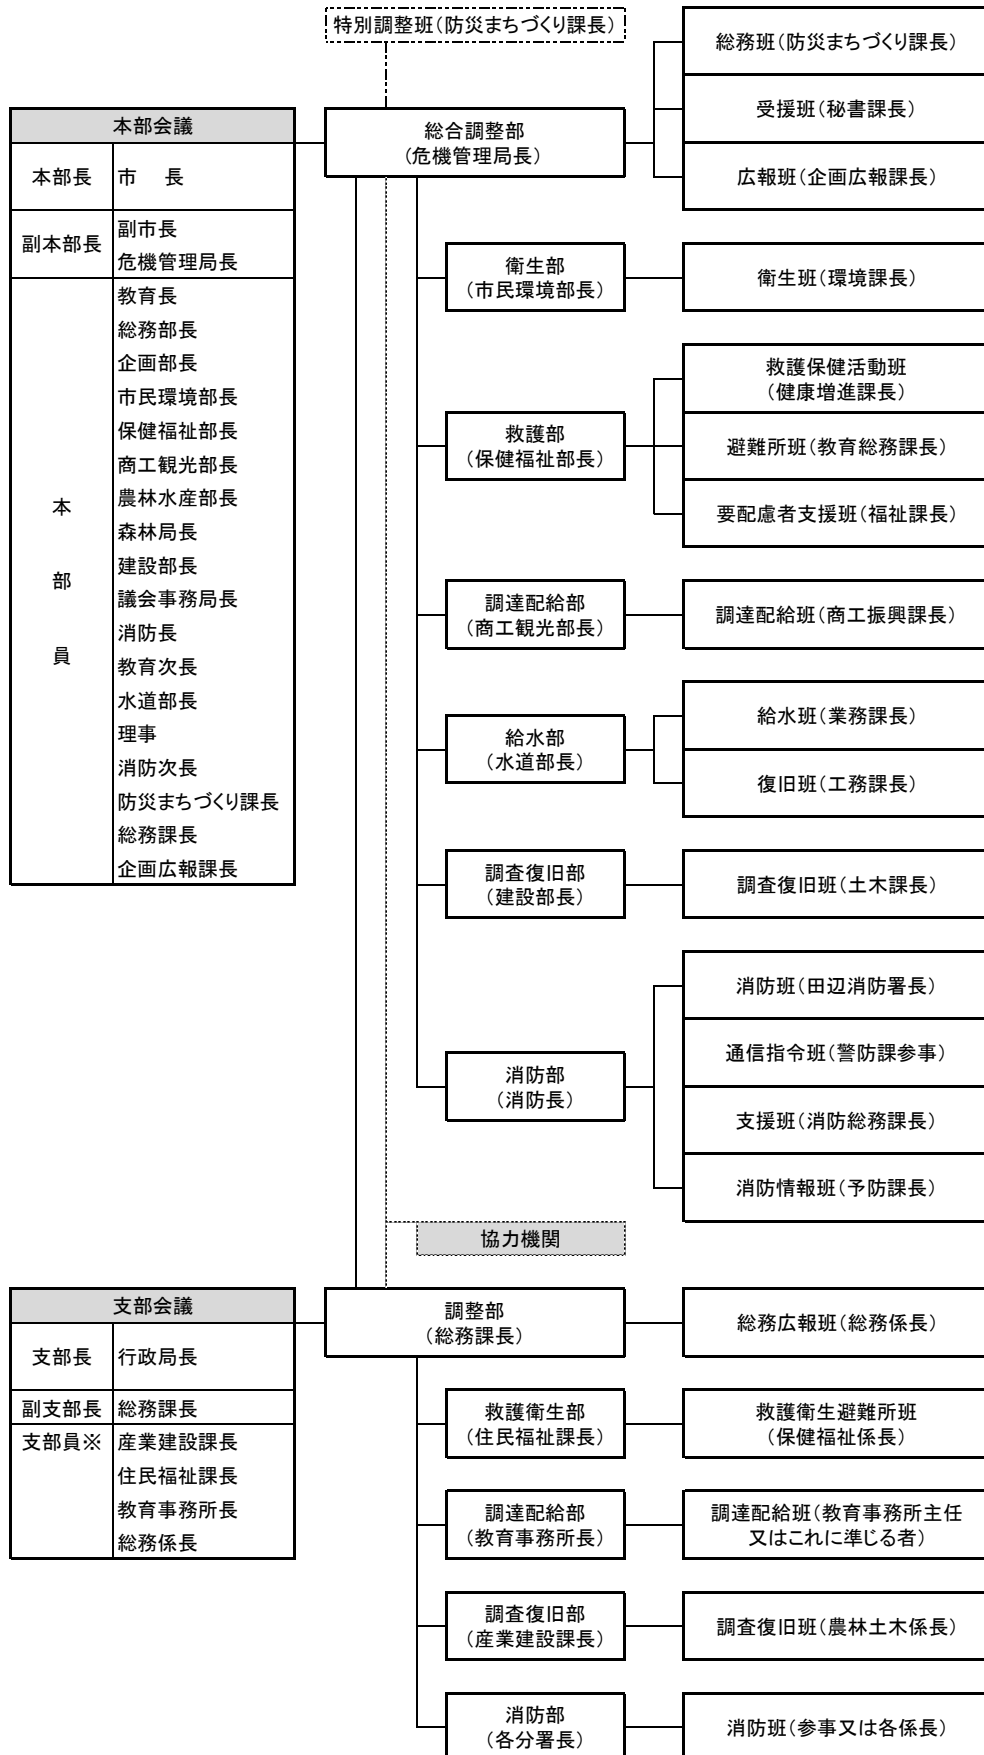 特別調整班（防災まちづくり課長）
総務班（防災まちづくり課長）
受援班（秘書課長）
広報班（企画広報課長）
本部会議
本部長 市　長
副本部長 副市長
危機管理局長
本部員
教育長
総務部長
企画部長
市民環境部長
保健福祉部長
商工観光部長
農林水産部長
森林局長
建設部長
議会事務局長
消防長
教育次長
水道部長
理事
消防次長
防災まちづくり課長
総務課長
企画広報課長
総合調整部
（危機管理局長）
衛生部
（市民環境部長）
衛生班（環境課長）
救護部
（保健福祉部長）
救護保健活動班
（健康増進課長）
避難所班（教育総務課長）
要配慮者支援班（福祉課長）
調達配給部
（商工観光部長）
調達配給班（商工振興課長）
給水部
（水道部長）
給水班（業務課長）
復旧班（工務課長）
調査復旧部
（建設部長）
調査復旧班（土木課長）
消防部
（消防長）
消防班（田辺消防署長）
通信指令班（警防課参事）
支援班（消防総務課長）
消防情報班（予防課長）
協力機関
支部会議
支部長 行政局長
副支部長 総務課長
支部員※ 産業建設課長
住民福祉課長
教育事務所長
総務係長
調整部
（総務課長）
総務広報班（総務係長）
救護衛生部
（住民福祉課長）
救護衛生避難所班
（保健福祉係長）
調達配給部
（教育事務所長）
調達配給班（教育事務所主任
又はこれに準じる者）
調査復旧部
（産業建設課長）
調査復旧班（農林土木係長）
消防部
（各分署長）
消防班（参事又は各係長）